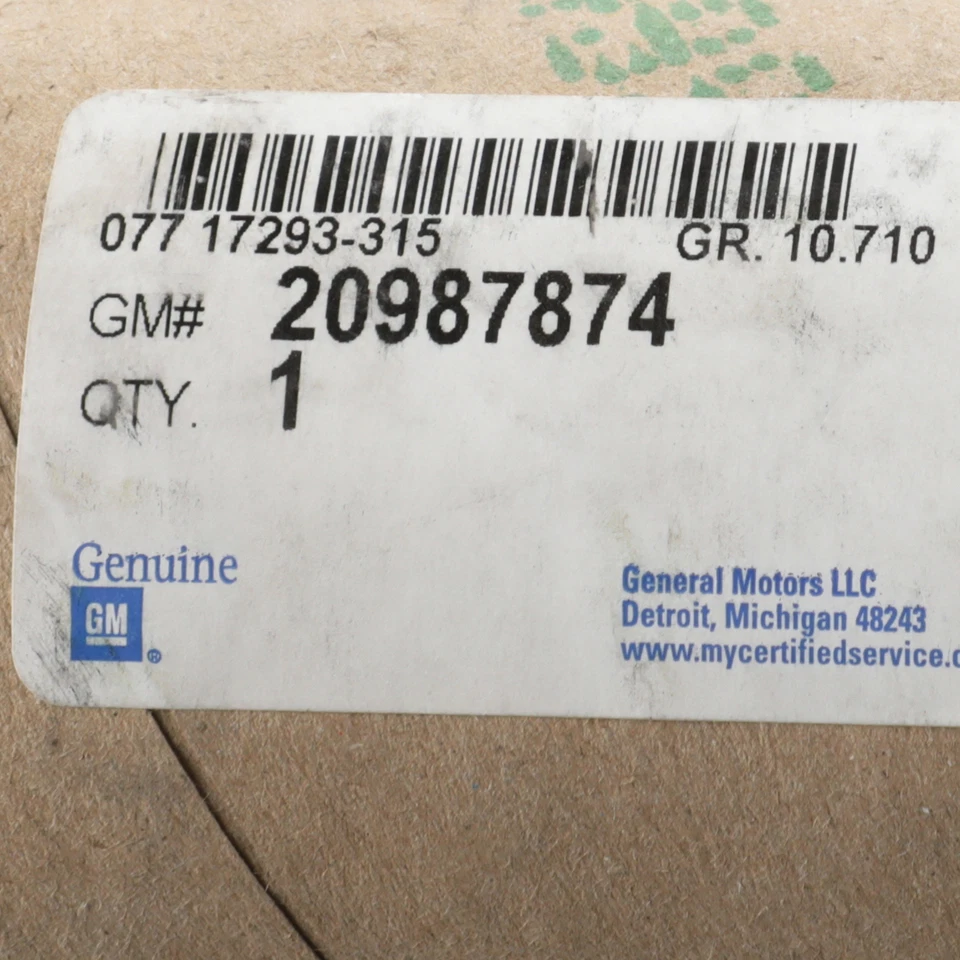 077 17293-315 GR. 10.710
GM# 20987874
QTY. 1
Genuine
GM ®
General Motors LLC
Detroit, Michigan 48243
www.mycertifiedservice.c